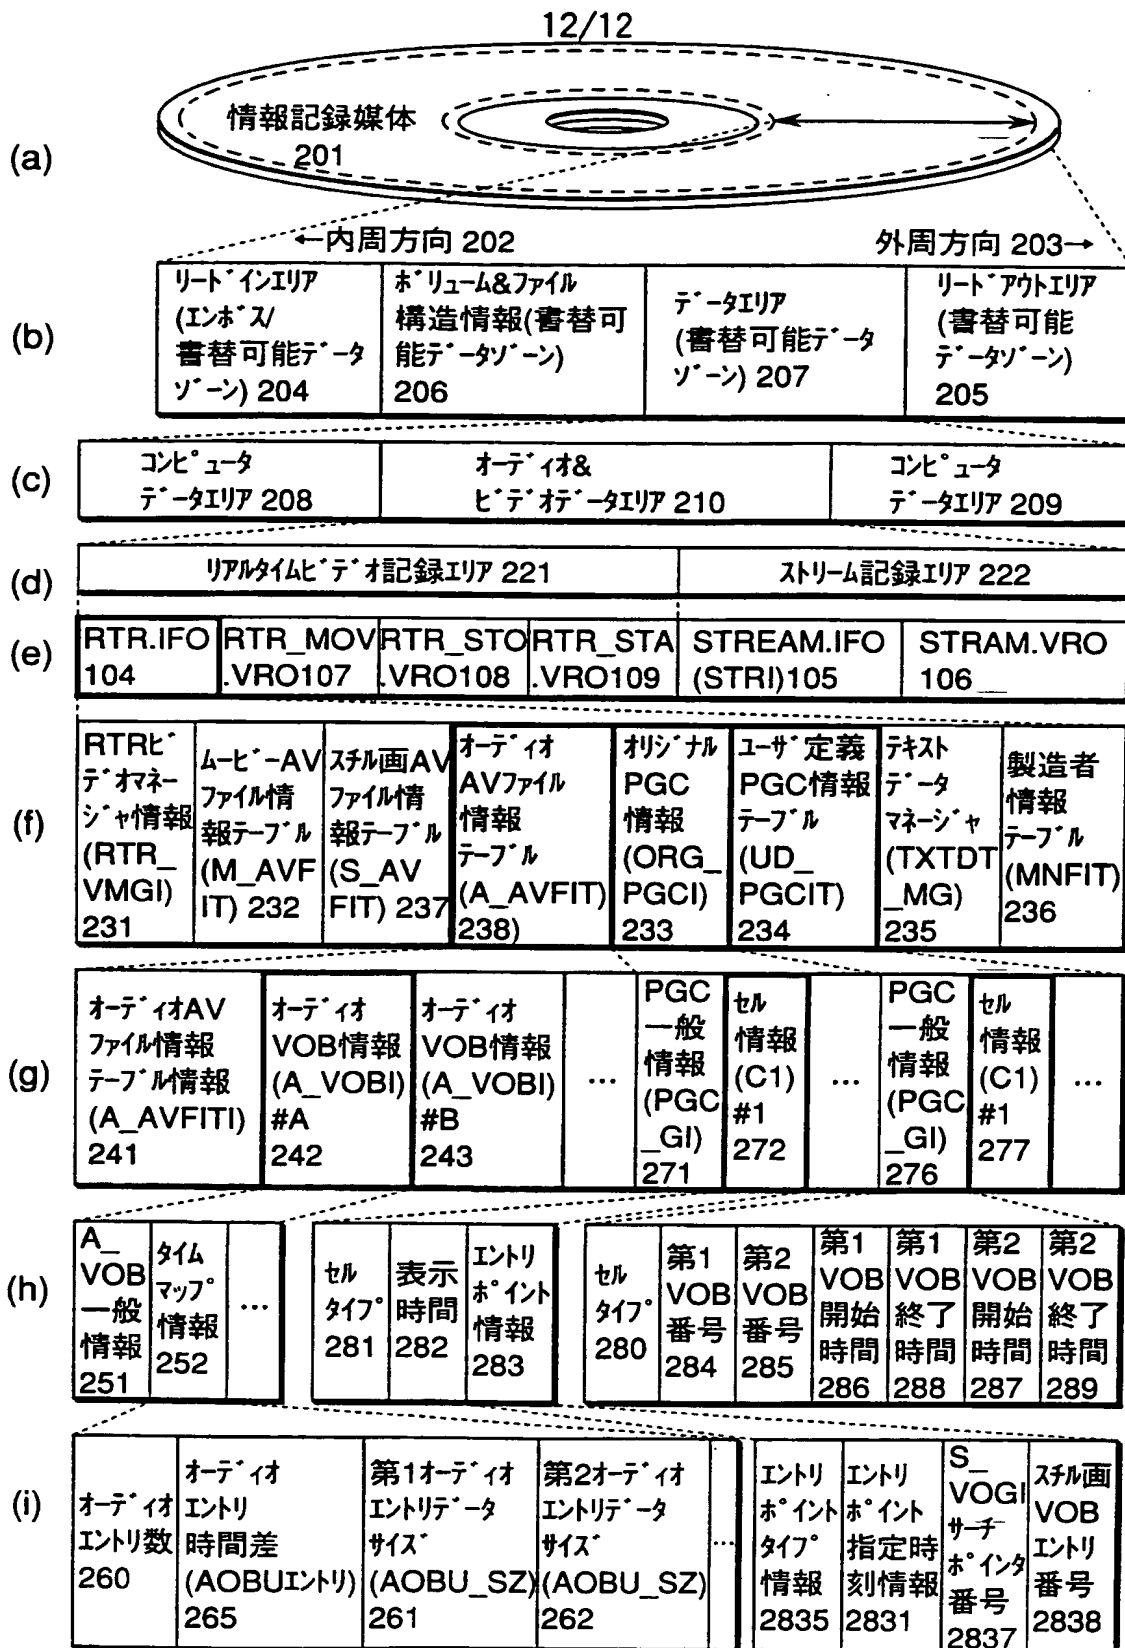 12/12
(a)
情報記録媒体
201
←内周方向 202
外周方向 203→
(b)
リードインエリア
(エンボス/
書替可能データ
ゾーン) 204
ボリューム&ファイル
構造情報(書替可
能データゾーン)
206
データエリア
(書替可能データ
ゾーン) 207
リードアウトエリア
(書替可能
データゾーン)
205
(c)
コンピュータ
データエリア 208
オーディオ&
ビデオデータエリア 210
コンピュータ
データエリア 209
(d)
リアルタイムビデオ記録エリア 221
ストリーム記録エリア 222
(e)
RTR.IFO
104
RTR_MOV
.VRO107
RTR_STO
.VRO108
RTR_STA
.VRO109
STREAM.IFO
(STRI)105
STRAM.VRO
106
(f)
RTRビ
デオマネー
ジャ情報
(RTR_
VMGI)
231
ムービーAV
ファイル情
報テーブル
(M_AVF
IT) 232
スチル画AV
ファイル情
報テーブル
(S_AV
FIT) 237
オーディオ
AVファイル
情報
テーブル
(A_AVFIT)
238)
オリジナル
PGC
情報
(ORG_
PGCI)
233
ユーザ定義
PGC情報
テーブル
(UD_
PGCIT)
234
テキスト
データ
マネージャ
(TXTDT
_MG)
235
製造者
情報
テーブル
(MNFIT)
236
(g)
オーディオAV
ファイル情報
テーブル情報
(A_AVFITI)
241
オーディオ
VOB情報
(A_VOBI)
#A
242
オーディオ
VOB情報
(A_VOBI)
#B
243
…
PGC
一般
情報
(PGC
_GI)
271
セル
情報
(C1)
#1
272
…
PGC
一般
情報
(PGC
_GI)
276
セル
情報
(C1)
#1
277
…
(h)
A_
VOB
一般
情報
251
タイム
マップ
情報
252
…
セル
タイプ
281
表示
時間
282
エントリ
ポイント
情報
283
セル
タイプ
280
第1
VOB
番号
284
第2
VOB
番号
285
第1
VOB
開始
時間
286
第1
VOB
終了
時間
288
第2
VOB
開始
時間
287
第2
VOB
終了
時間
289
(i)
オーディオ
エントリ数
260
オーディオ
エントリ
時間差
(AOBUエントリ)
265
第1オーディオ
エントリデータ
サイズ
(AOBU_SZ)
261
第2オーディオ
エントリデータ
サイズ
(AOBU_SZ)
262
…
エントリ
ポイント
タイプ
情報
2835
エントリ
ポイント
指定時
刻情報
2831
S_
VOGI
サーチ
ポインタ
番号
2837
スチル画
VOB
エントリ
番号
2838